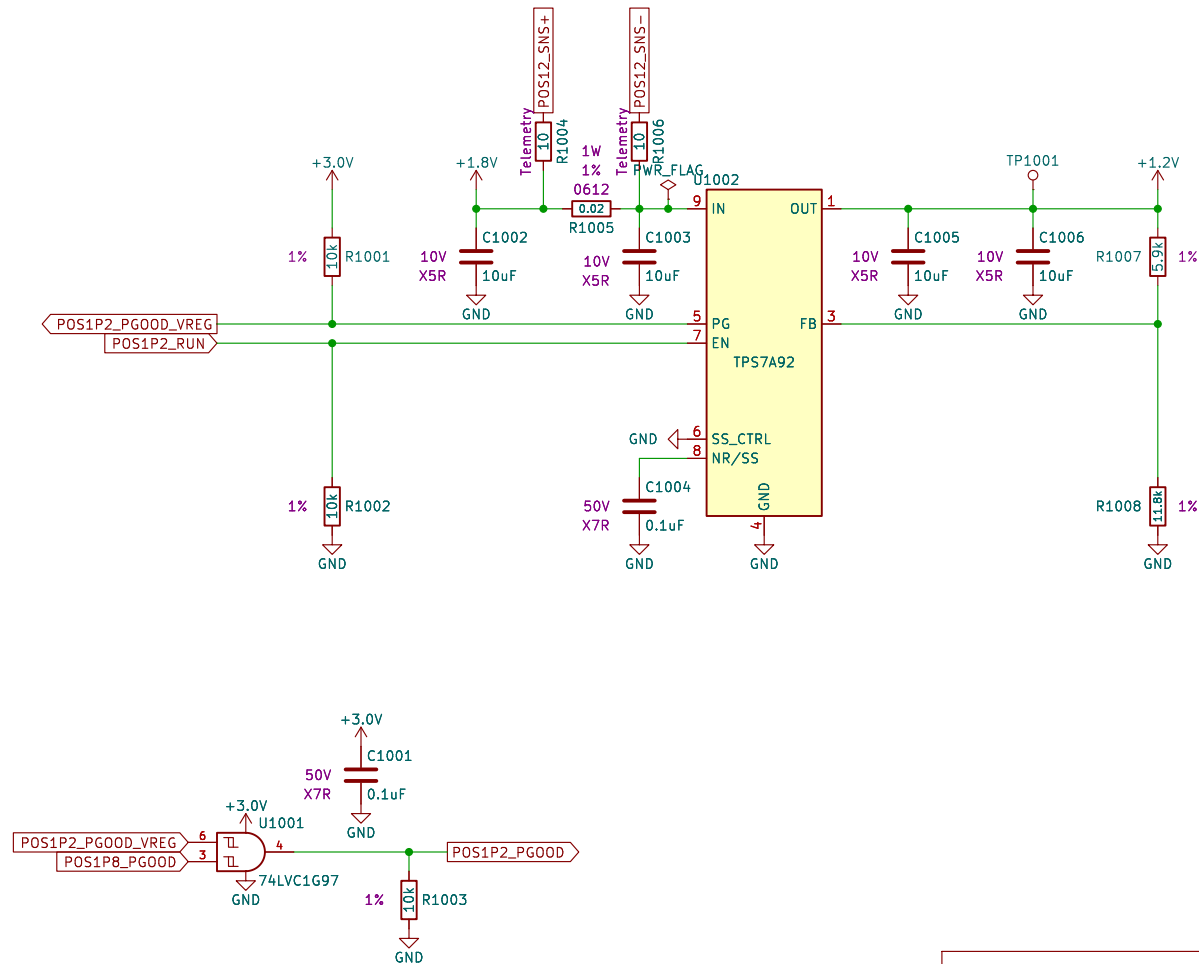 POS12_SNS+
POS12_SNS-
Telemetry
10
R1004
Telemetry
10
R1006
1W
1%
0612
0.02
R1005
PWR_FLAG
+3.0V
+1.8V
U1002
TP1001
+1.2V
9
IN
OUT
1
1%
10k
R1001
10V
X5R
C1002
10uF
GND
10V
X5R
C1003
10uF
GND
10V
X5R
C1005
10uF
GND
10V
X5R
C1006
10uF
GND
R1007
5.9k
1%
POS1P2_PGOOD_VREG
5
PG
FB
3
POS1P2_RUN
7
EN
TPS7A92
GND
6
SS_CTRL
8
NR/SS
1%
10k
R1002
GND
50V
X7R
C1004
0.1uF
GND
GND
4
GND
R1008
11.8k
1%
GND
+3.0V
50V
X7R
C1001
0.1uF
GND
+3.0V
U1001
POS1P2_PGOOD_VREG
6
POS1P8_PGOOD
3
4
POS1P2_PGOOD
74LVC1G97
GND
1%
10k
R1003
GND